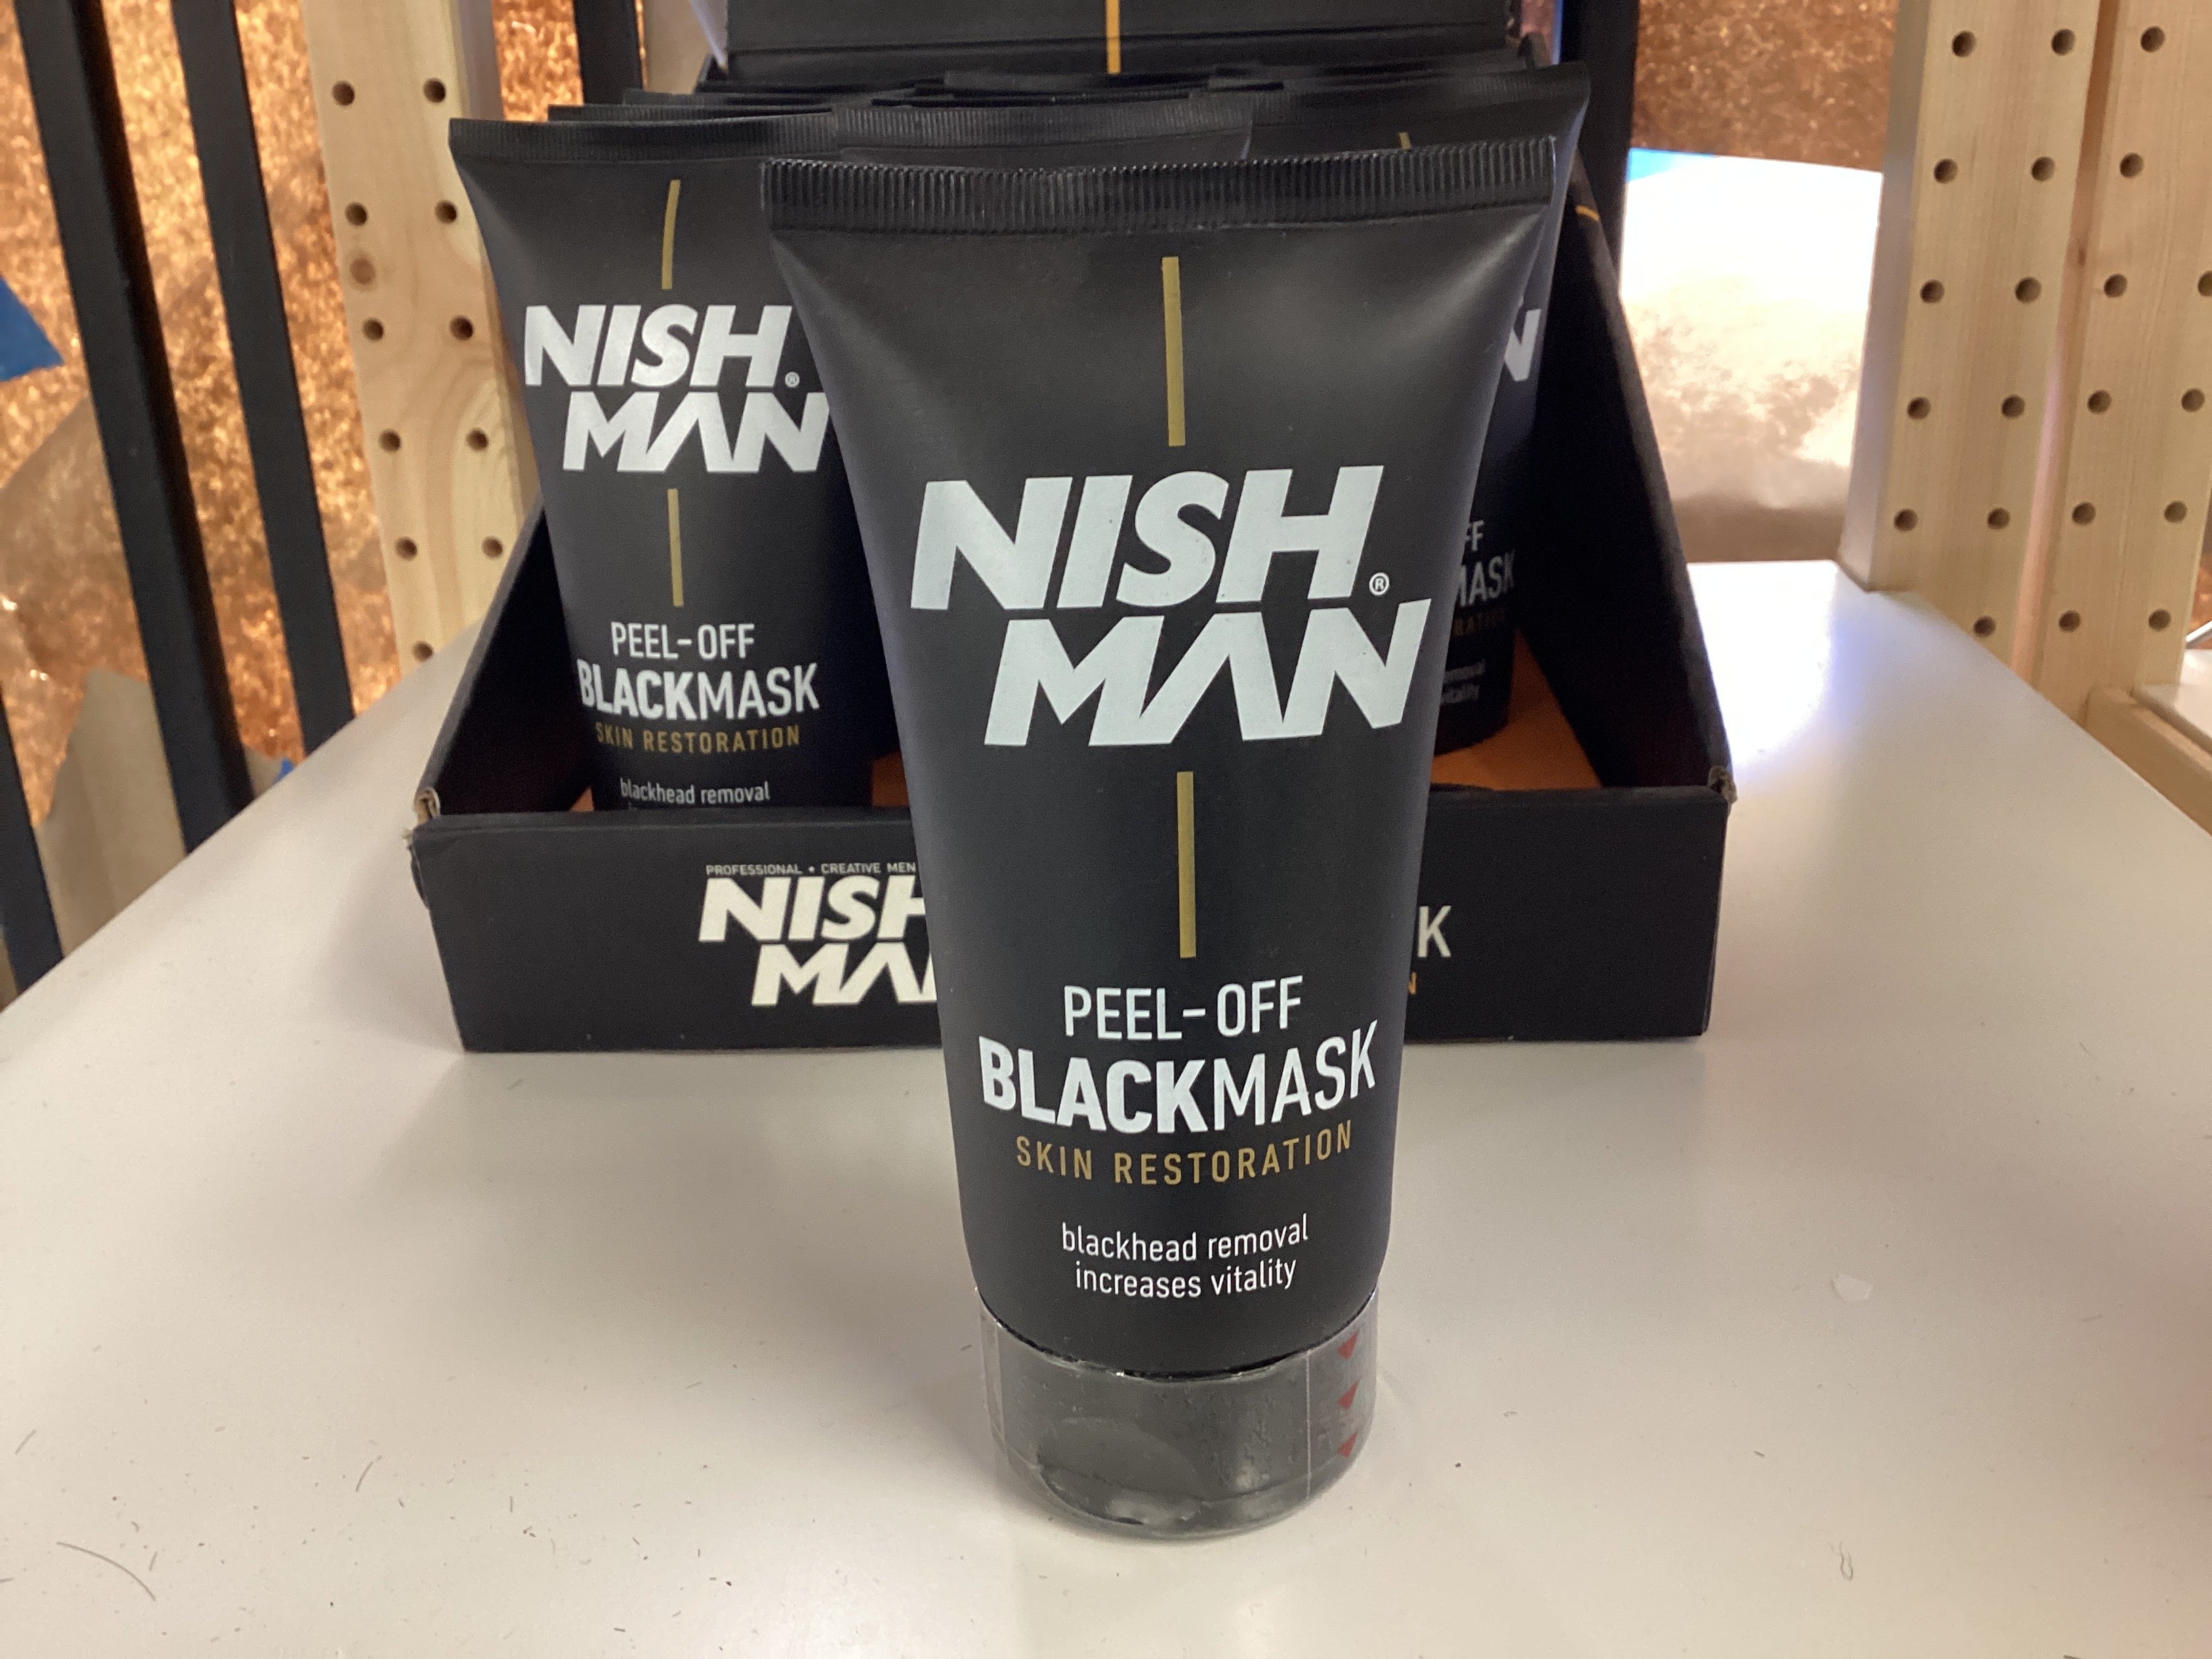 NISH
MAN
®
PEEL-OFF
BLACKMASK
SKIN RESTORATION
blackhead removal
increases vitality
NISH
MAN
®
PEEL-OFF
BLACKMASK
SKIN RESTORATION
blackhead removal
PROFESSIONAL • CREATIVE MEN
NISH
MAN